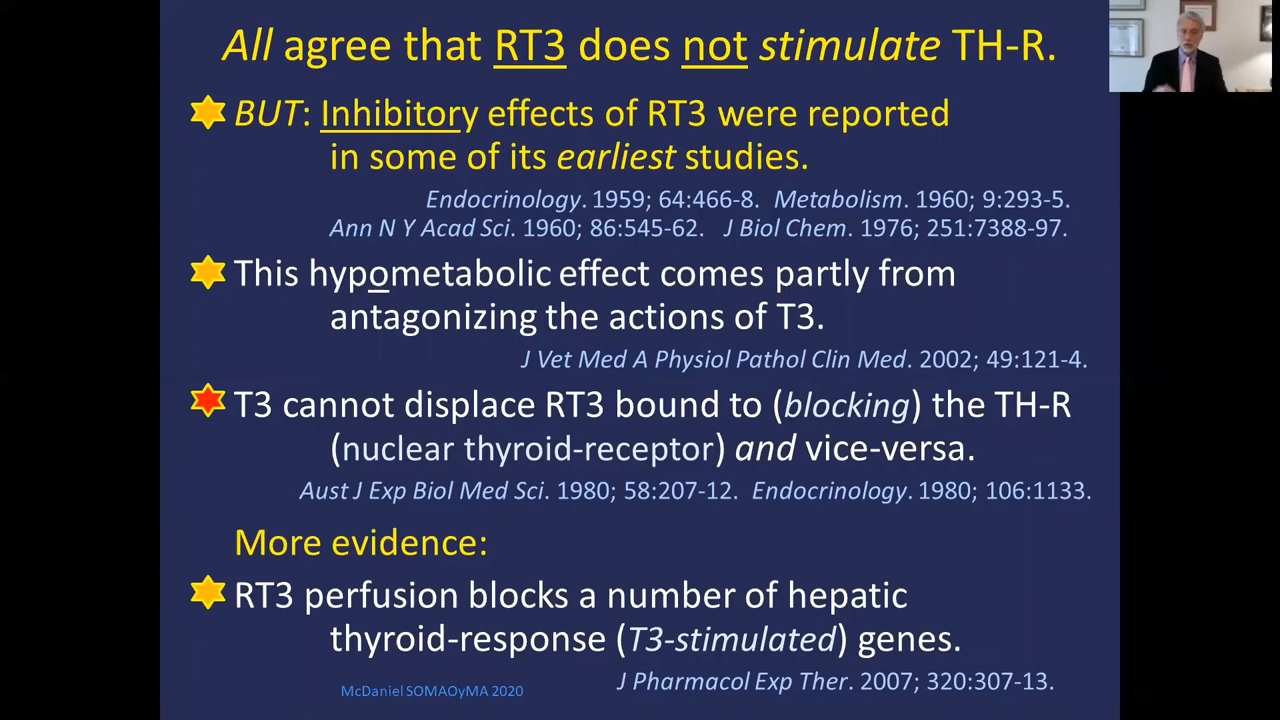 All agree that RT3 does not stimulate TH-R.
BUT: Inhibitory effects of RT3 were reported
in some of its earliest studies.
Endocrinology. 1959; 64:466-8. Metabolism. 1960; 9:293-5.
Ann N Y Acad Sci. 1960; 86:545-62. J Biol Chem. 1976; 251:7388-97.
This hypometabolic effect comes partly from
antagonizing the actions of T3.
J Vet Med A Physiol Pathol Clin Med. 2002; 49:121-4.
T3 cannot displace RT3 bound to (blocking) the TH-R
(nuclear thyroid-receptor) and vice-versa.
Aust J Exp Biol Med Sci. 1980; 58:207-12. Endocrinology. 1980; 106:1133.
More evidence:
RT3 perfusion blocks a number of hepatic
thyroid-response (T3-stimulated) genes.
J Pharmacol Exp Ther. 2007; 320:307-13.
McDaniel SOMAOyMA 2020